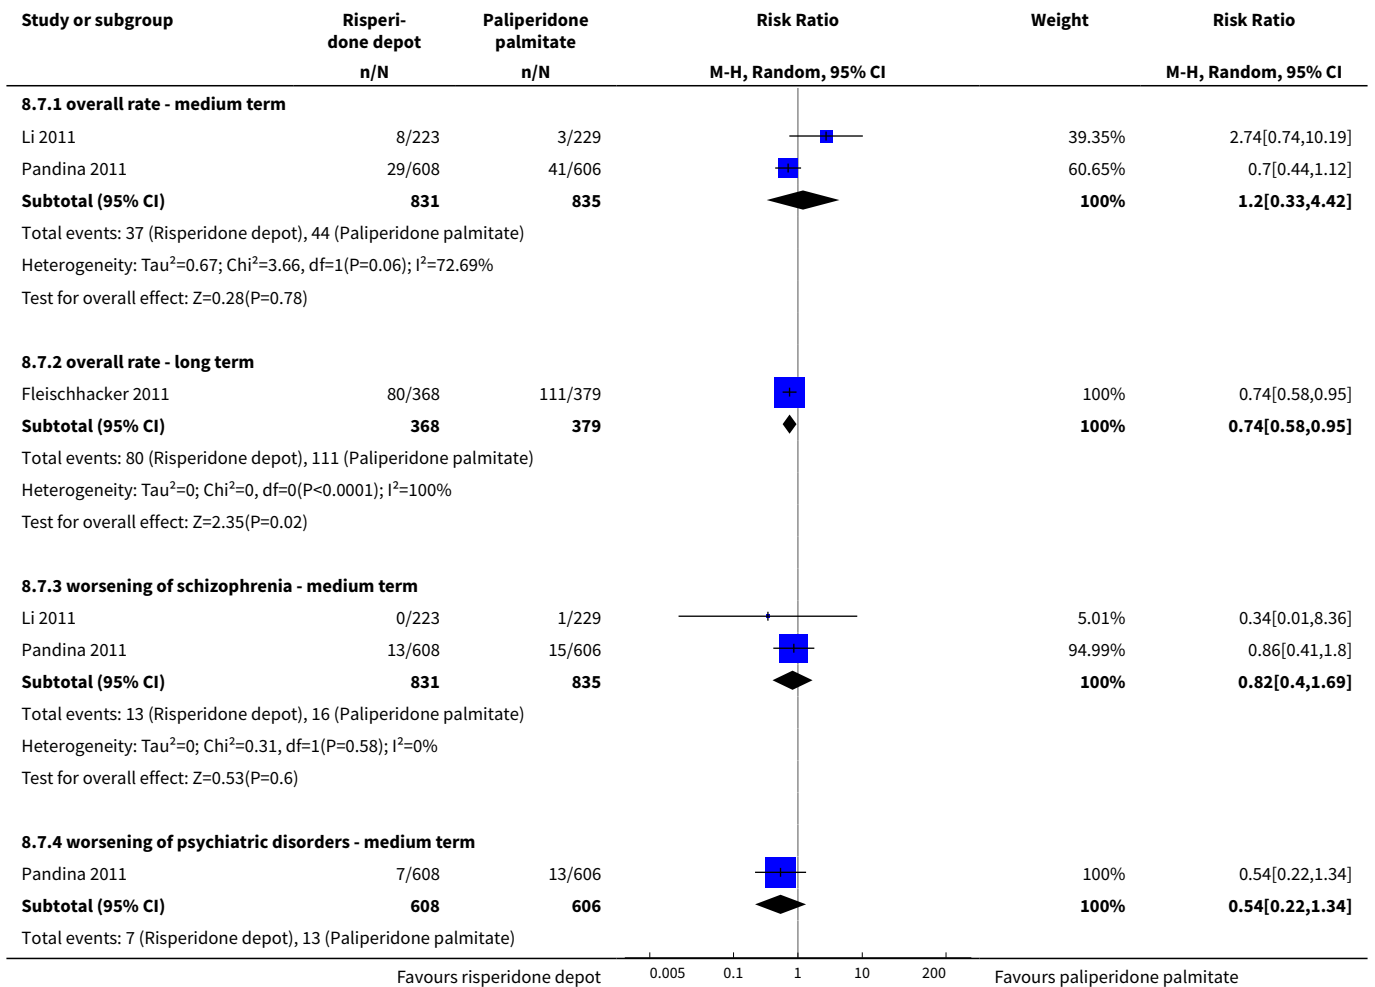 Study or subgroup Risperi- Paliperidone Risk Ratio Weight Risk Ratio
done depot palmitate
n/N n/N M-H, Random, 95% CI M-H, Random, 95% CI
8.7.1 overall rate - medium term
Li 2011 8/223 3/229 39.35% 2.74[0.74,10.19]
Pandina 2011 29/608 41/606 60.65% 0.7[0.44,1.12]
Subtotal (95% CI) 831 835 100% 1.2[0.33,4.42]
Total events: 37 (Risperidone depot), 44 (Paliperidone palmitate)
Heterogeneity: Tau²=0.67; Chi²=3.66, df=1(P=0.06); I²=72.69%
Test for overall effect: Z=0.28(P=0.78)
8.7.2 overall rate - long term
Fleischhacker 2011 80/368 111/379 100% 0.74[0.58,0.95]
Subtotal (95% CI) 368 379 100% 0.74[0.58,0.95]
Total events: 80 (Risperidone depot), 111 (Paliperidone palmitate)
Heterogeneity: Tau²=0; Chi²=0, df=0(P<0.0001); I²=100%
Test for overall effect: Z=2.35(P=0.02)
8.7.3 worsening of schizophrenia - medium term
Li 2011 0/223 1/229 5.01% 0.34[0.01,8.36]
Pandina 2011 13/608 15/606 94.99% 0.86[0.41,1.8]
Subtotal (95% CI) 831 835 100% 0.82[0.4,1.69]
Total events: 13 (Risperidone depot), 16 (Paliperidone palmitate)
Heterogeneity: Tau²=0; Chi²=0.31, df=1(P=0.58); I²=0%
Test for overall effect: Z=0.53(P=0.6)
8.7.4 worsening of psychiatric disorders - medium term
Pandina 2011 7/608 13/606 100% 0.54[0.22,1.34]
Subtotal (95% CI) 608 606 100% 0.54[0.22,1.34]
Total events: 7 (Risperidone depot), 13 (Paliperidone palmitate)
Favours risperidone depot 0.005 0.1 1 10 200 Favours paliperidone palmitate